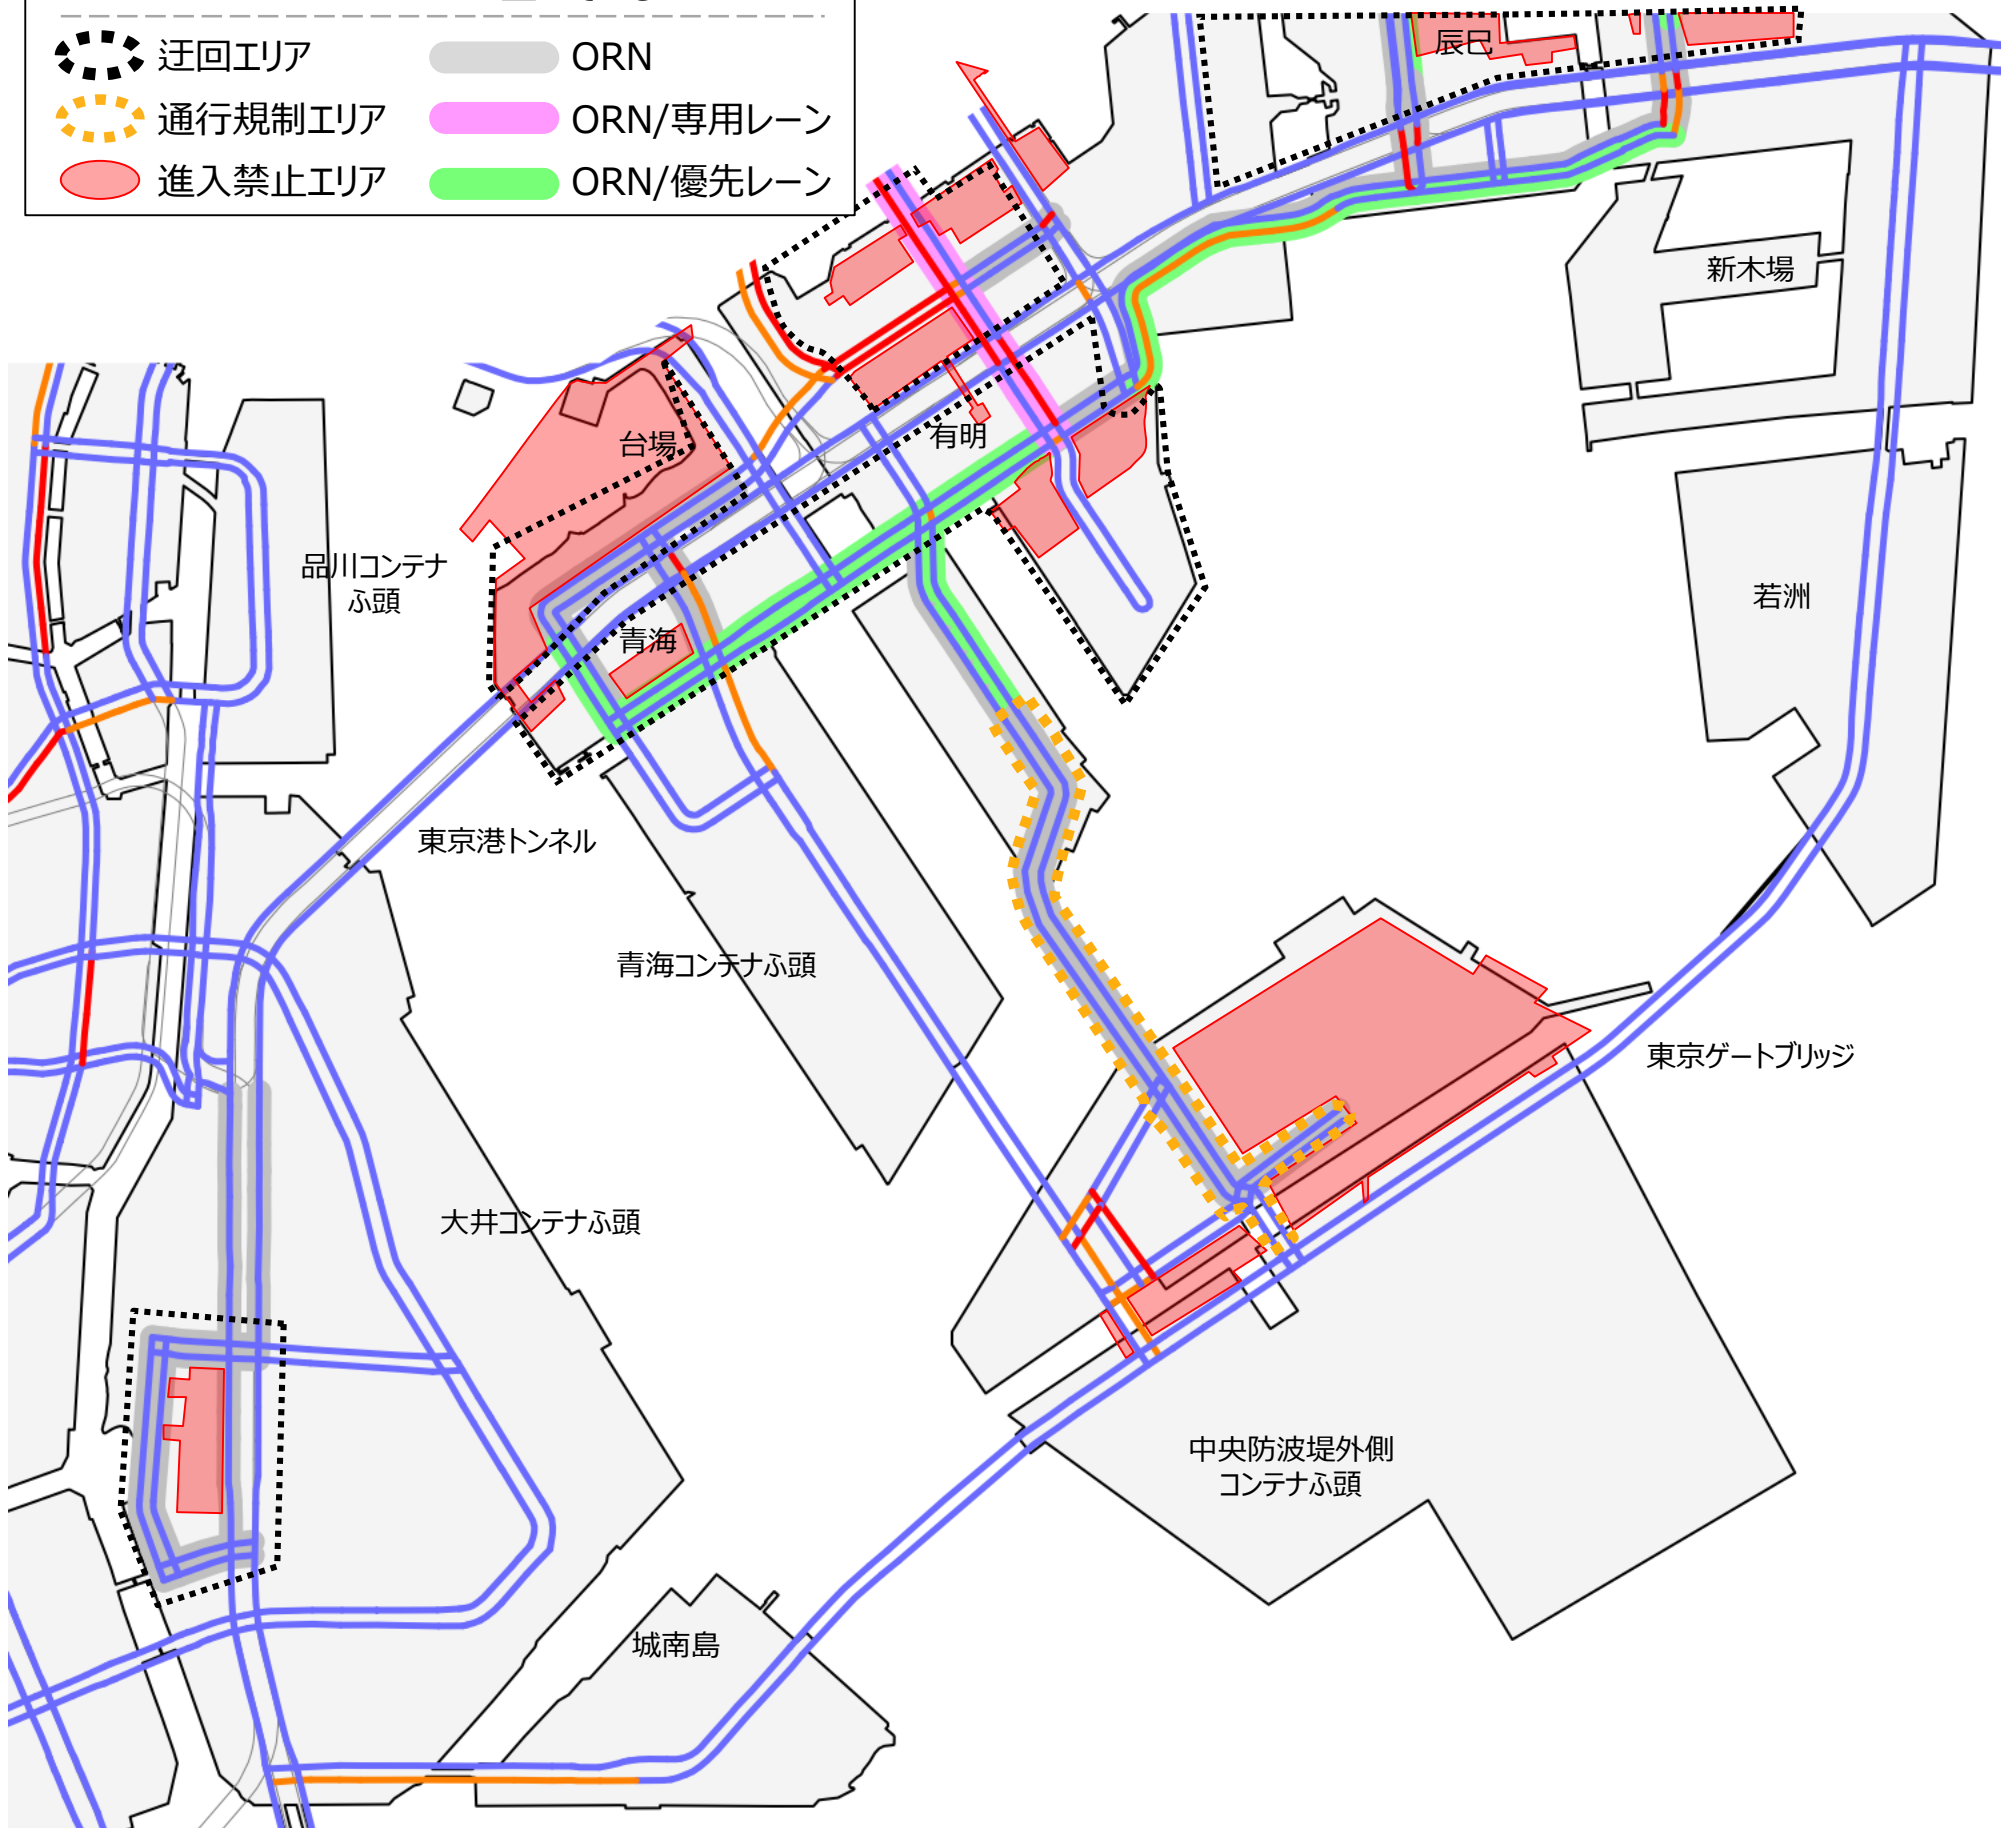 迂回エリア
ORN
通行規制エリア
ORN/専用レーン
進入禁止エリア
ORN/優先レーン
辰巳
新木場
有明
台場
品川コンテナ
ふ頭
若洲
青海
東京港トンネル
青海コンテナふ頭
東京ゲートブリッジ
大井コンテナふ頭
中央防波堤外側
コンテナふ頭
城南島